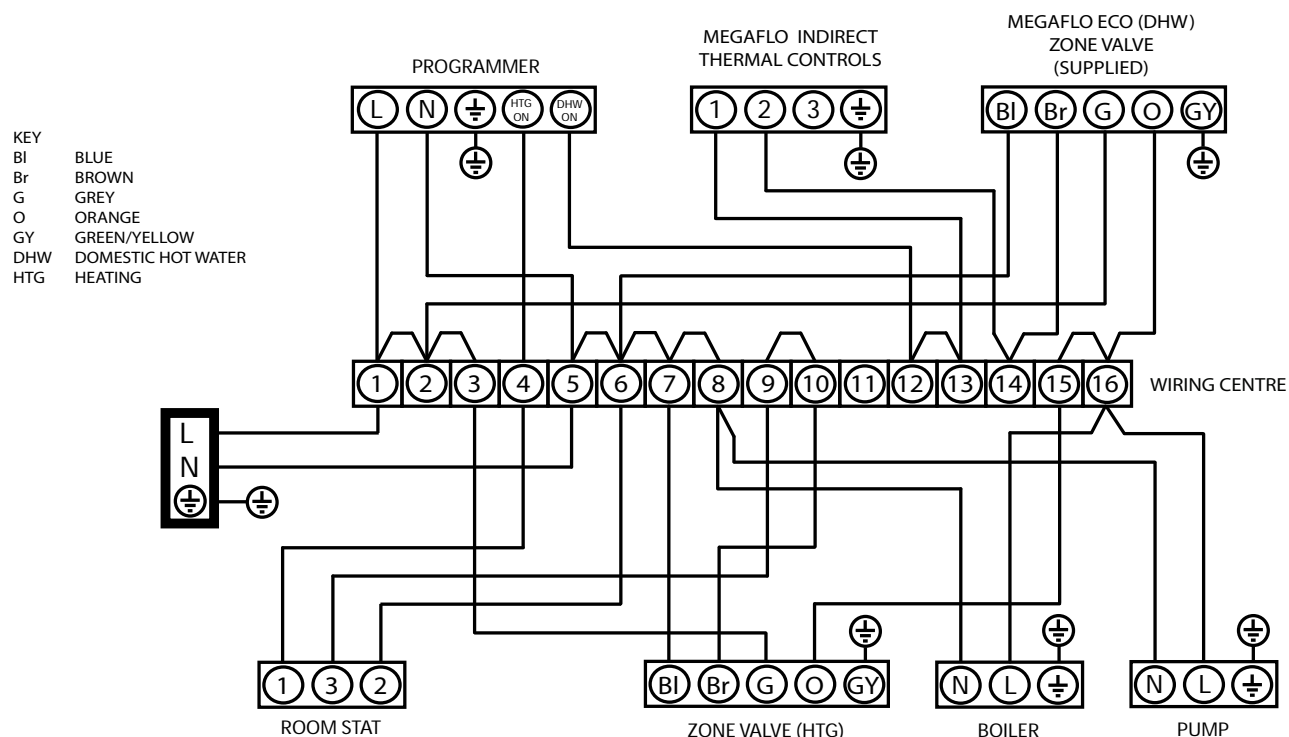 MEGAFLO INDIRECT
THERMAL CONTROLS
MEGAFLO ECO (DHW)
ZONE VALVE
(SUPPLIED)
PROGRAMMER
L N HTG ON DHW ON
1 2 3
Bl Br G O GY
KEY
Bl BLUE
Br BROWN
G GREY
O ORANGE
GY GREEN/YELLOW
DHW DOMESTIC HOT WATER
HTG HEATING
1 2 3 4 5 6 7 8 9 10 11 12 13 14 15 16
WIRING CENTRE
L
N
1 3 2
ROOM STAT
Bl Br G O GY
ZONE VALVE (HTG)
N L
BOILER
N L
PUMP